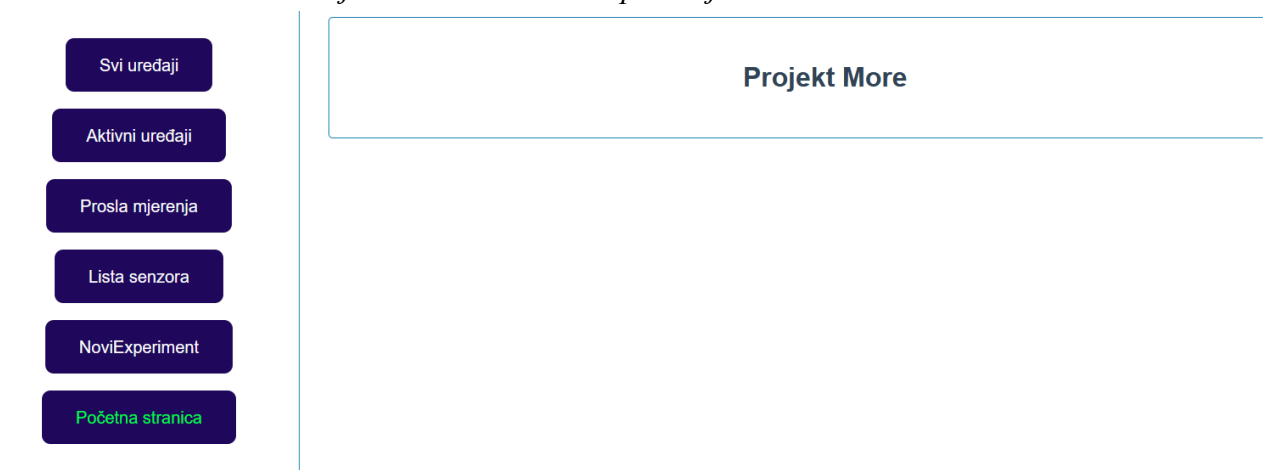 Svi uređaji
Aktivni uređaji
Prosla mjerenja
Lista senzora
NoviExperiment
Početna stranica
Projekt More